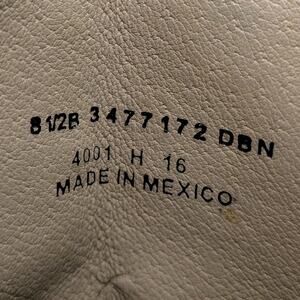 8 1/2B 3477172 DBN
4001 H 16
MADE IN MEXICO